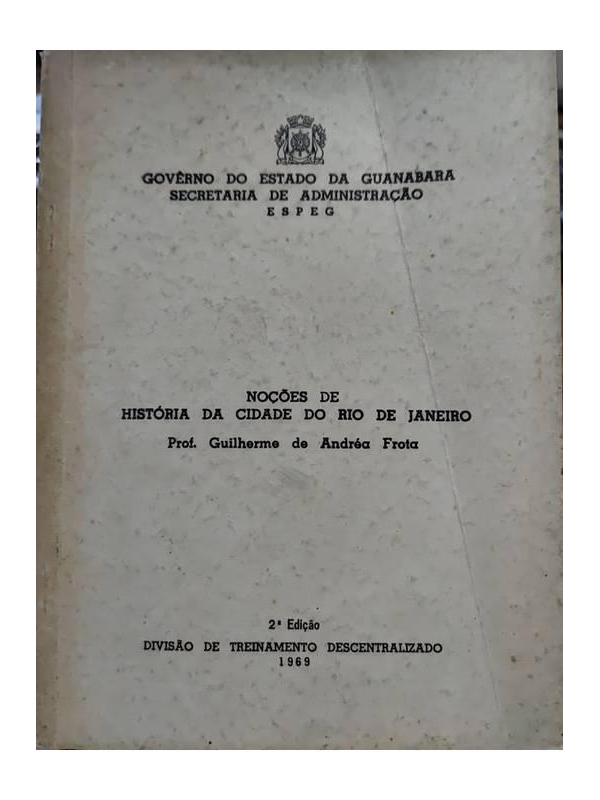 GOVÊRNO DO ESTADO DA GUANABARA
SECRETARIA DE ADMINISTRAÇÃO
ESPEG
NOÇÕES DE
HISTÓRIA DA CIDADE DO RIO DE JANEIRO
Prof. Guilherme de Andréa Frota
2ª Edição
DIVISÃO DE TREINAMENTO DESCENTRALIZADO
1969